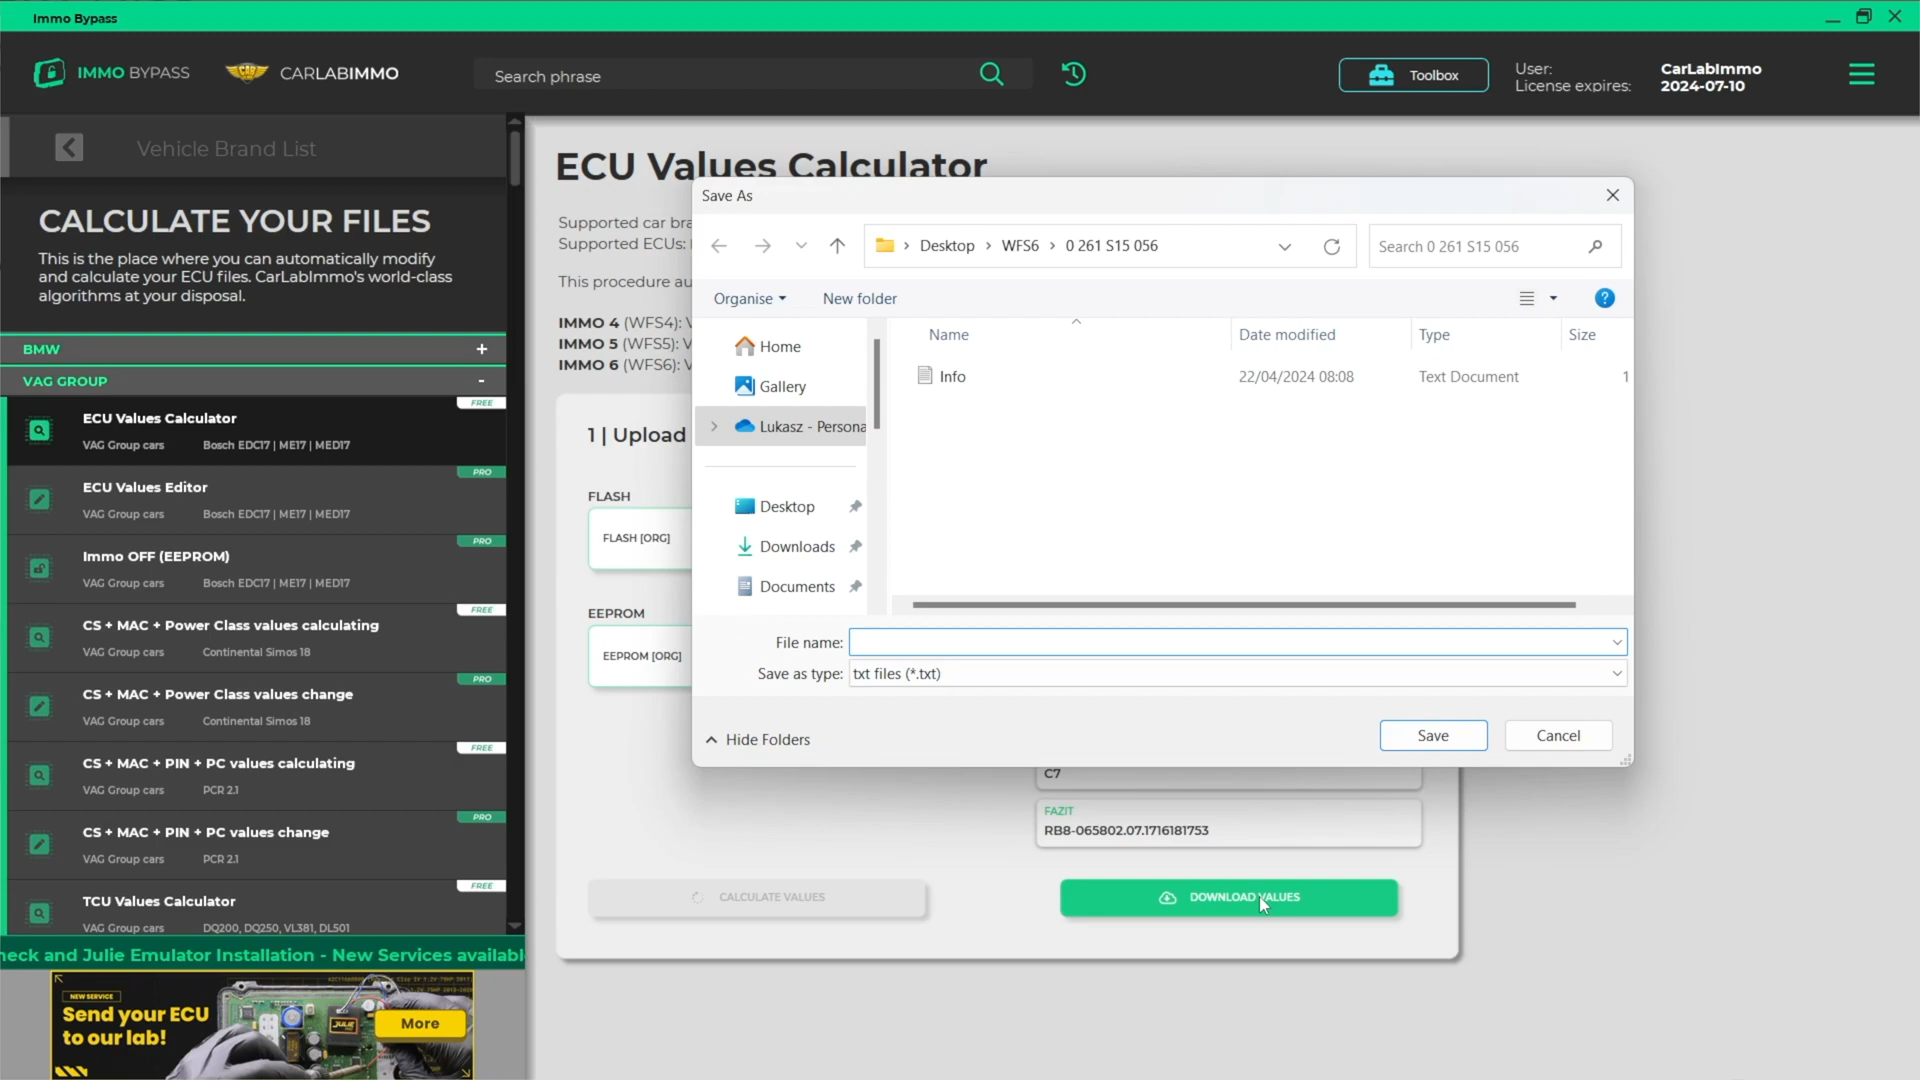 Immo Bypass
IMMO BYPASS
CARLABIMMO
Search phrase
Toolbox
User:
License expires:
CarLabImmo
2024-07-10
Vehicle Brand List
CALCULATE YOUR FILES
This is the place where you can automatically modify
and calculate your ECU files. CarLabImmo's world-class
algorithms at your disposal.
BMW +
VAG GROUP -
FREE
ECU Values Calculator
VAG Group cars Bosch EDC17 | ME17 | MED17
PRO
ECU Values Editor
VAG Group cars Bosch EDC17 | ME17 | MED17
PRO
Immo OFF (EEPROM)
VAG Group cars Bosch EDC17 | ME17 | MED17
FREE
CS + MAC + Power Class values calculating
VAG Group cars Continental Simos 18
PRO
CS + MAC + Power Class values change
VAG Group cars Continental Simos 18
FREE
CS + MAC + PIN + PC values calculating
VAG Group cars PCR 2.1
PRO
CS + MAC + PIN + PC values change
VAG Group cars PCR 2.1
FREE
TCU Values Calculator
VAG Group cars DQ200, DQ250, VL381, DL501
heck and Julie Emulator Installation - New Services availabl
NEW SERVICE
Send your ECU
to our lab!
JULIE
More
ECU Values Calculator
Supported car bra
Supported ECUs:
This procedure au
IMMO 4 (WFS4): V
IMMO 5 (WFS5): V
IMMO 6 (WFS6): V
1 | Upload
FLASH
FLASH [ORG]
EEPROM
EEPROM [ORG]
Save As
Desktop > WFS6 > 0 261 S15 056
Search 0 261 S15 056
Organise
New folder
Name Date modified Type Size
Info 22/04/2024 08:08 Text Document 1
Home
Gallery
Lukasz - Persona
Desktop
Downloads
Documents
File name:
Save as type: txt files (*.txt)
Hide Folders
Save
Cancel
C7
FAZIT
RB8-065802.07.1716181753
CALCULATE VALUES
DOWNLOAD VALUES